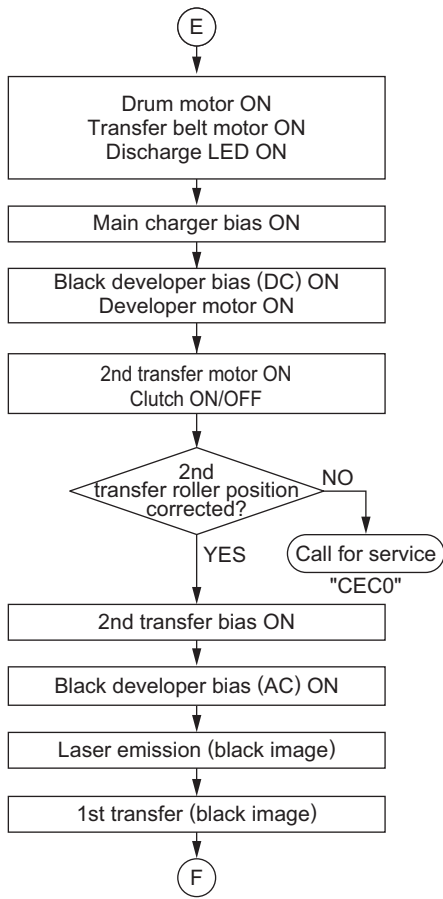 E
Drum motor ON
Transfer belt motor ON
Discharge LED ON
Main charger bias ON
Black developer bias (DC) ON
Developer motor ON
2nd transfer motor ON
Clutch ON/OFF
2nd
transfer roller position
corrected?
NO
Call for service
"CEC0"
YES
2nd transfer bias ON
Black developer bias (AC) ON
Laser emission (black image)
1st transfer (black image)
F